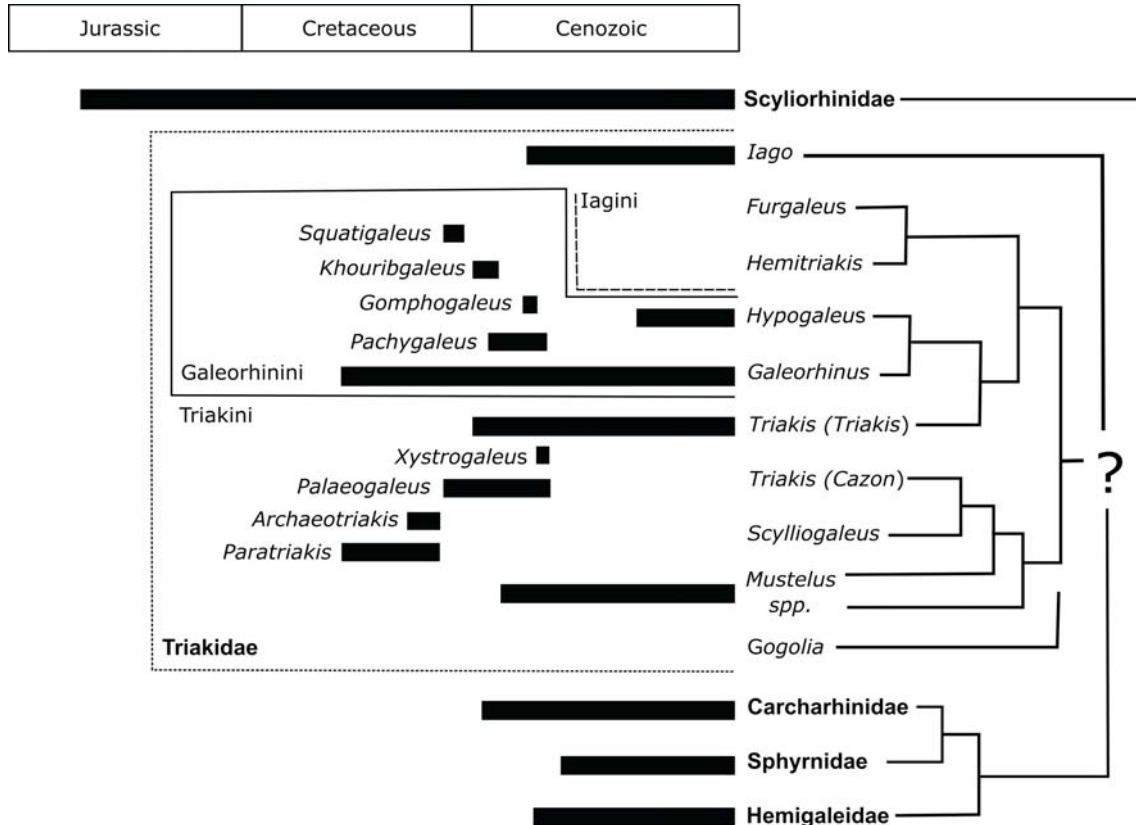 Jurassic Cretaceous Cenozoic
Scyliorhinidae
Iago
Iagini
Furgaleus
Squatigaleus
Khouribgaleus
Hemitriakis
Gomphogaleus
Hypogaleus
Pachygaleus
Galeorhinini
Galeorhinus
Triakini
Triakis (Triakis)
Xystrogaleus
Palaeogaleus
Triakis (Cazon)
?
Archaeotriakis
Scylliogaleus
Paratriakis
Mustelus
spp.
Triakidae
Gogolia
Carcharhinidae
Sphyrnidae
Hemigaleidae